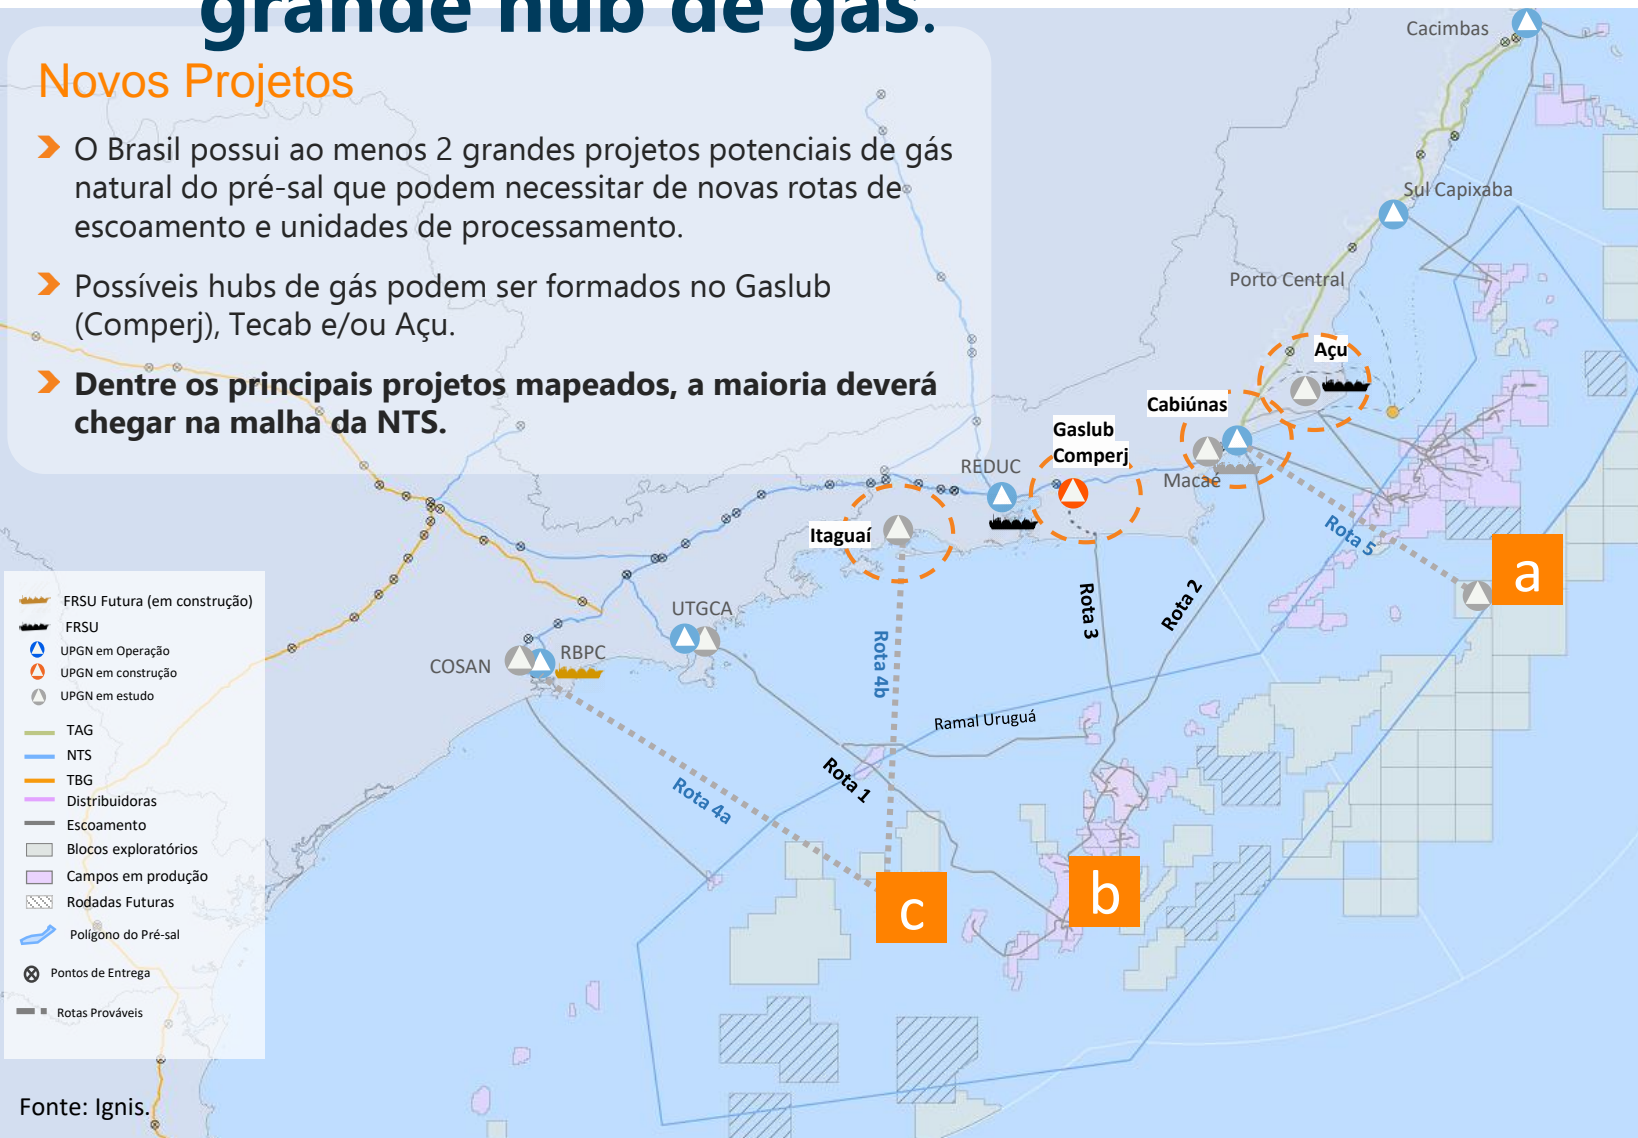 grande hub de gás.
Novos Projetos
O Brasil possui ao menos 2 grandes projetos potenciais de gás
natural do pré-sal que podem necessitar de novas rotas de
escoamento e unidades de processamento.
Possíveis hubs de gás podem ser formados no Gaslub
(Comperj), Tecab e/ou Açu.
Dentre os principais projetos mapeados, a maioria deverá
chegar na malha da NTS.
Cacimbas
Sul Capixaba
Porto Central
Açu
Cabiúnas
Gaslub
Comperj
REDUC
Macaé
Itaguaí
Rota 5
a
Rota 3
Rota 2
UTGCA
RBPC
COSAN
Rota 4b
Ramal Uruguá
Rota 1
Rota 4a
b
c
FRSU Futura (em construção)
FRSU
UPGN em Operação
UPGN em construção
UPGN em estudo
TAG
NTS
TBG
Distribuidoras
Escoamento
Blocos exploratórios
Campos em produção
Rodadas Futuras
Polígono do Pré-sal
Pontos de Entrega
Rotas Prováveis
Fonte: Ignis.